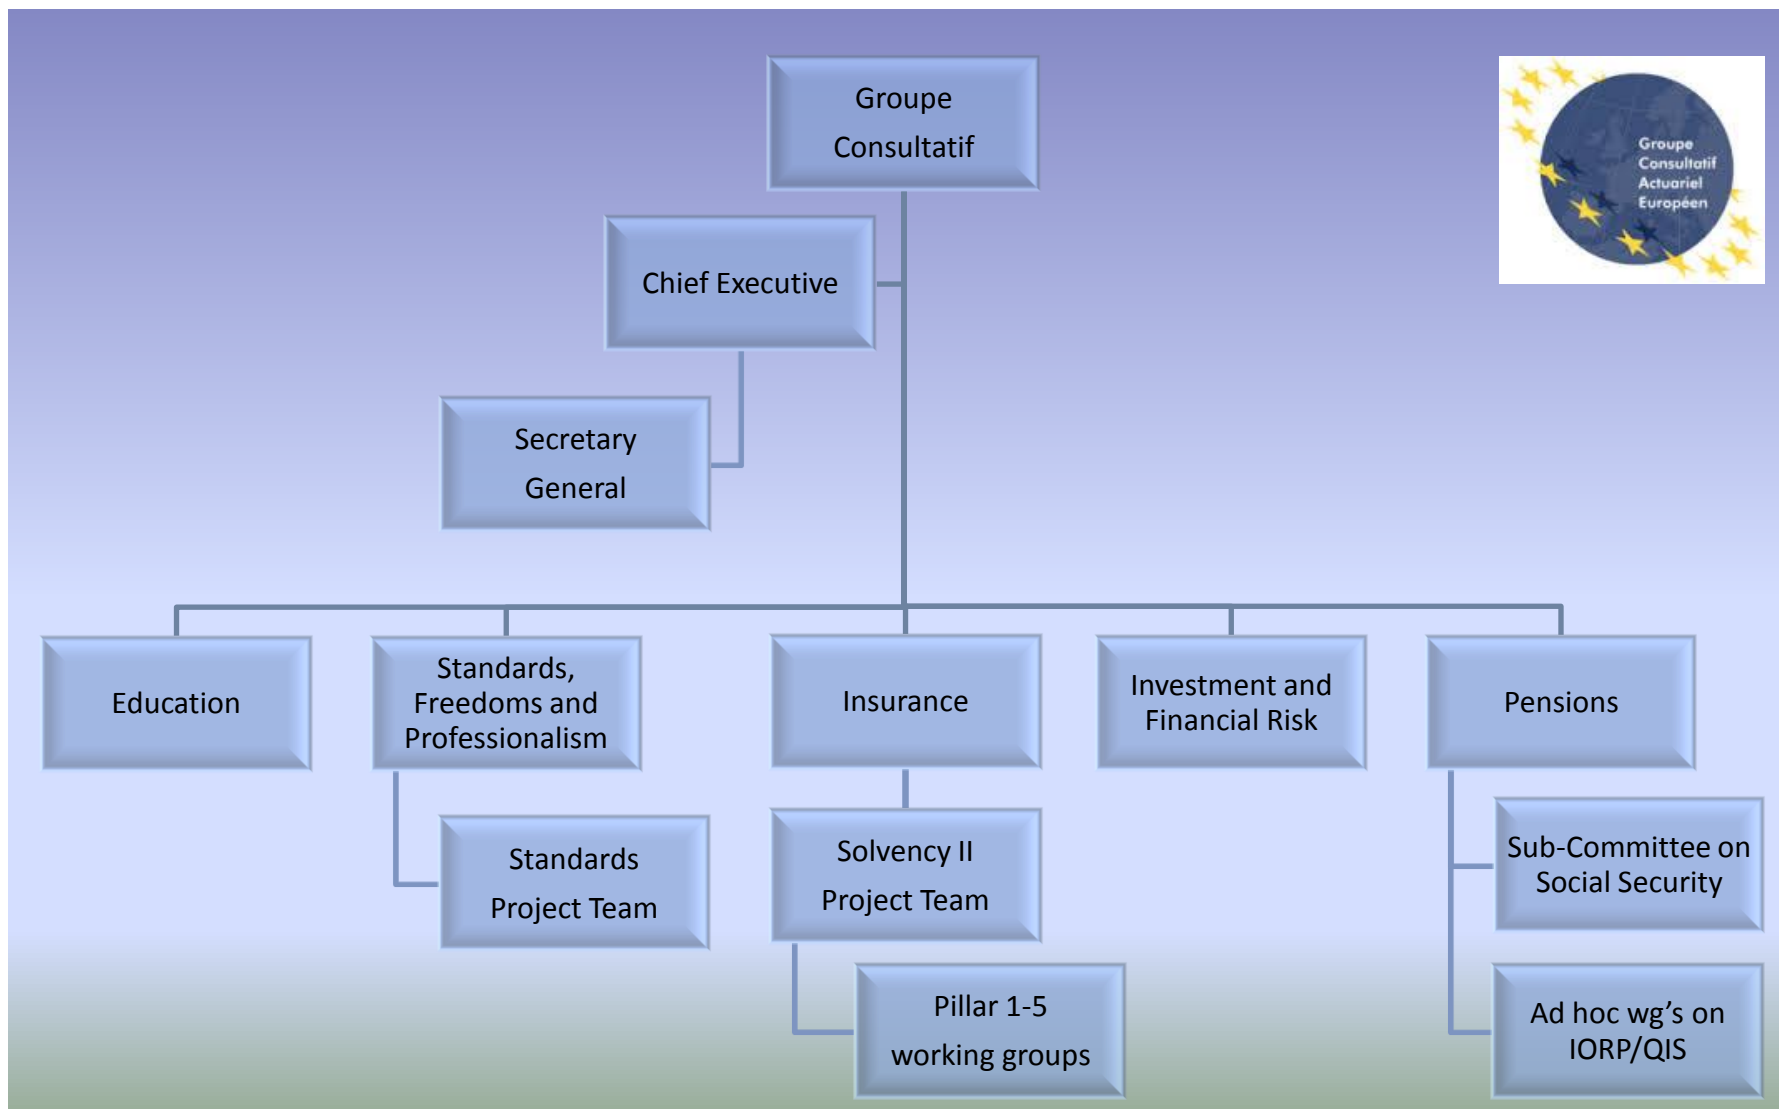 Groupe
Consultatif
Groupe
Consultatif
Actuariel
Européen
Chief Executive
Secretary
General
Education
Standards,
Freedoms and
Professionalism
Insurance
Investment and
Financial Risk
Pensions
Standards
Project Team
Solvency II
Project Team
Sub-Committee on
Social Security
Pillar 1-5
working groups
Ad hoc wg’s on
IORP/QIS